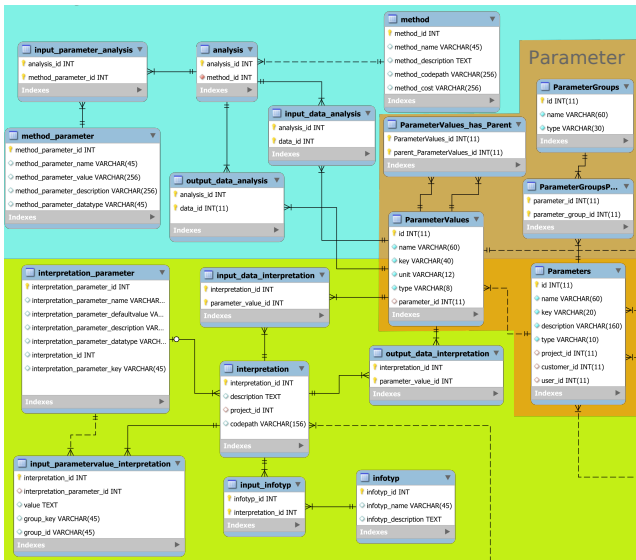 method
method_id INT
method_name VARCHAR(45)
method_description TEXT
method_codepath VARCHAR(256)
method_cost VARCHAR(256)
Indexes
input_parameter_analysis
analysis_id INT
method_parameter_id INT
Indexes
analysis
analysis_id INT
method_id INT
Indexes
Parameter
ParameterGroups
id INT(11)
name VARCHAR(60)
type VARCHAR(30)
Indexes
input_data_analysis
analysis_id INT
data_id INT
Indexes
ParameterValues_has_Parent
ParameterValues_id INT(11)
parent_ParameterValues_id INT(11)
Indexes
method_parameter
method_parameter_id INT
method_parameter_name VARCHAR(45)
method_parameter_value VARCHAR(256)
method_parameter_description VARCHAR(256)
method_parameter_datatype VARCHAR(45)
Indexes
output_data_analysis
analysis_id INT
data_id INT(11)
Indexes
ParameterGroupsP...
parameter_id INT(11)
parameter_group_id INT(11)
Indexes
ParameterValues
id INT(11)
name VARCHAR(60)
key VARCHAR(40)
unit VARCHAR(12)
type VARCHAR(8)
parameter_id INT(11)
Indexes
Parameters
id INT(11)
name VARCHAR(60)
key VARCHAR(20)
description VARCHAR(160)
type VARCHAR(10)
project_id INT(11)
customer_id INT(11)
user_id INT(11)
Indexes
interpretation_parameter
interpretation_parameter_id INT
interpretation_parameter_name VARCHAR...
interpretation_parameter_defaultvalue VA...
interpretation_parameter_description VAR...
interpretation_parameter_datatype VARCH...
interpretation_id INT
interpretation_parameter_key VARCHAR(45)
Indexes
input_data_interpretation
interpretation_id INT
parameter_value_id INT
Indexes
output_data_interpretation
interpretation_id INT
parameter_value_id INT
Indexes
interpretation
interpretation_id INT
description TEXT
project_id INT
codepath VARCHAR(156)
Indexes
input_parametervalue_interpretation
interpretation_id INT
interpretation_parameter_id INT
value TEXT
group_key VARCHAR(45)
group_id VARCHAR(45)
Indexes
input_infotyp
infotyp_id INT
interpretation_id INT
Indexes
infotyp
infotyp_id INT
infotyp_name VARCHAR(45)
infotyp_description TEXT
Indexes